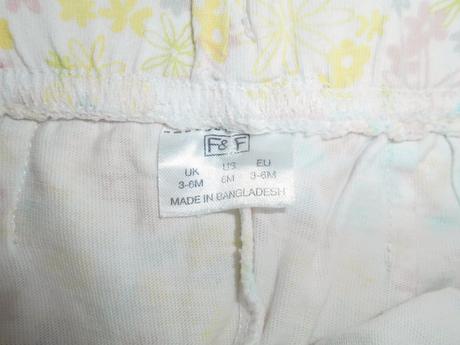 F&F
UK US EU
3-6M 6M 3-6M
MADE IN BANGLADESH